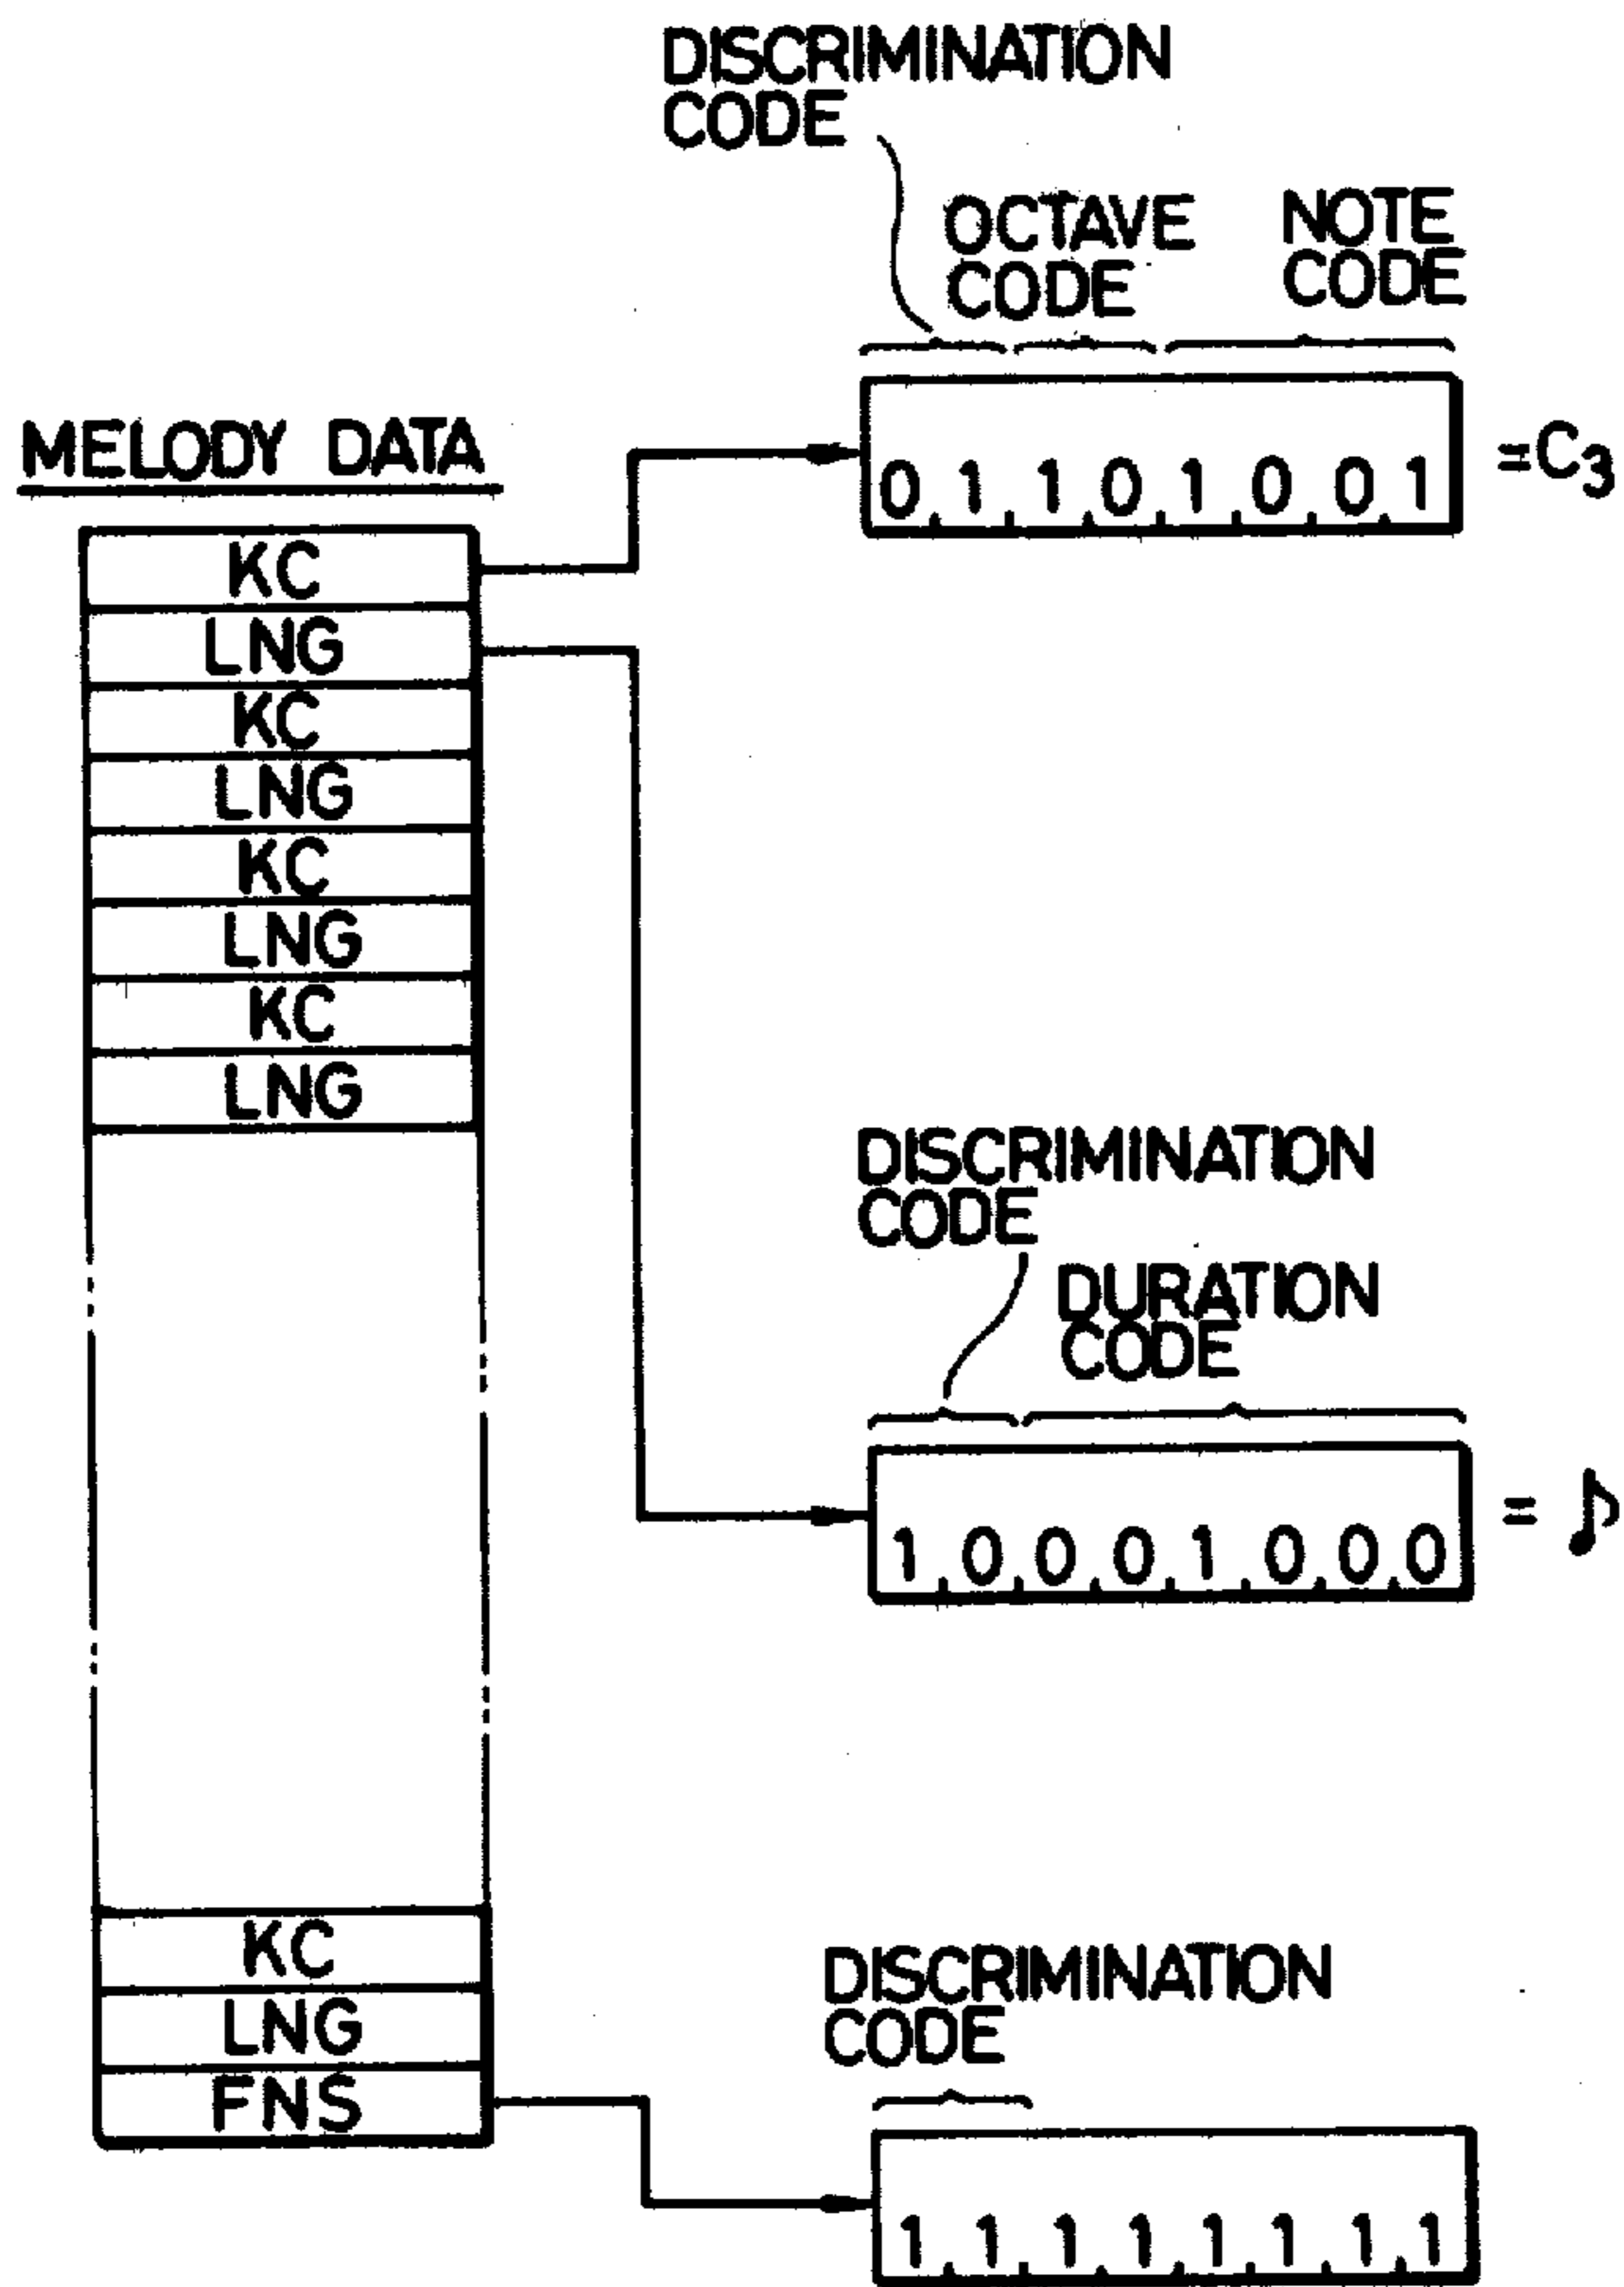 DISCRIMINATION
CODE
OCTAVE
CODE
NOTE
CODE
MELODY DATA
0 1 1 0 1 0 0 1
=C3
KC
LNG
KC
LNG
KC
LNG
KC
LNG
DISCRIMINATION
CODE
DURATION
CODE
1 0 0 0 1 0 0 0
= ♪
KC
LNG
FNS
DISCRIMINATION
CODE
1 1 1 1 1 1 1 1